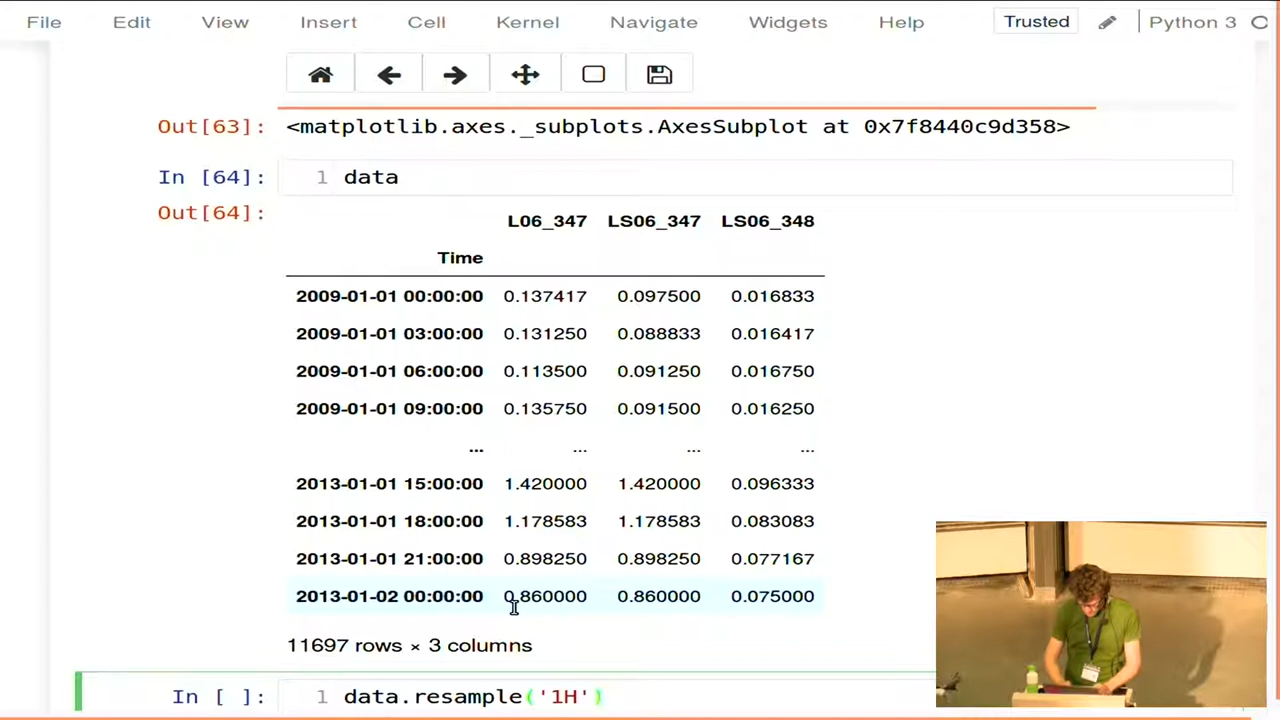 File Edit View Insert Cell Kernel Navigate Widgets Help Trusted Python 3
Out[63]: <matplotlib.axes._subplots.AxesSubplot at 0x7f8440c9d358>
In [64]: 1 data
Out[64]:
L06_347 LS06_347 LS06_348
Time
2009-01-01 00:00:00 0.137417 0.097500 0.016833
2009-01-01 03:00:00 0.131250 0.088833 0.016417
2009-01-01 06:00:00 0.113500 0.091250 0.016750
2009-01-01 09:00:00 0.135750 0.091500 0.016250
... ... ... ...
2013-01-01 15:00:00 1.420000 1.420000 0.096333
2013-01-01 18:00:00 1.178583 1.178583 0.083083
2013-01-01 21:00:00 0.898250 0.898250 0.077167
2013-01-02 00:00:00 0.860000 0.860000 0.075000
11697 rows × 3 columns
In [ ]: 1 data.resample('1H')